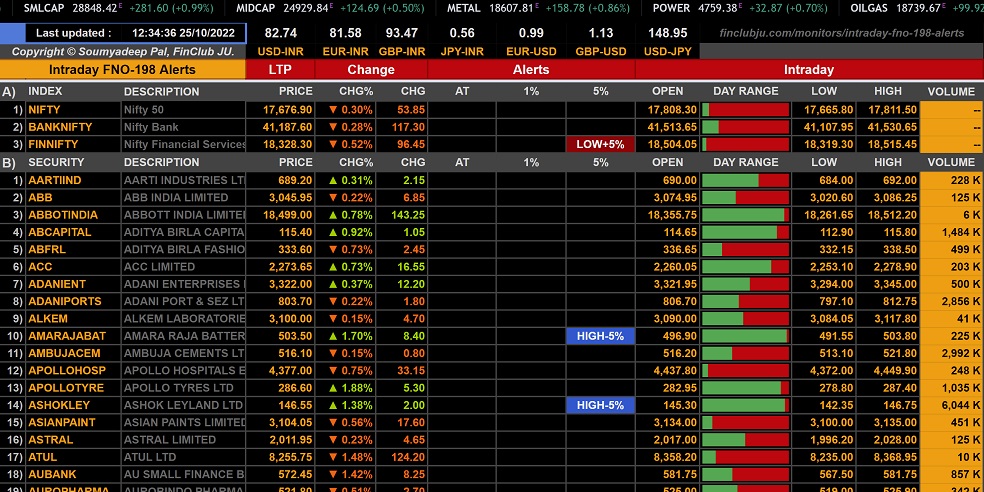 SMLCAP 28848.42 E +281.60 (+0.99%) MIDCAP 24929.84 E +124.69 (+0.50%) METAL 18607.81 E +158.78 (+0.86%) POWER 4759.38 E +32.87 (+0.70%) OILGAS 18739.67 E +99.92
Last updated : 12:34:36 25/10/2022 82.74 81.58 93.47 0.56 0.99 1.13 148.95 finclubju.com/monitors/intraday-fno-198-alerts
Copyright © Soumyadeep Pal, FinClub JU. USD-INR EUR-INR GBP-INR JPY-INR EUR-USD GBP-USD USD-JPY
Intraday FNO-198 Alerts LTP Change Alerts Intraday
A) INDEX DESCRIPTION PRICE CHG% CHG AT 1% 5% OPEN DAY RANGE LOW HIGH VOLUME
1) NIFTY Nifty 50 17,676.90 ▼ 0.30% 53.85 17,808.30 17,665.80 17,811.50 --
2) BANKNIFTY Nifty Bank 41,187.60 ▼ 0.28% 117.30 41,513.65 41,107.95 41,530.65 --
3) FINNIFTY Nifty Financial Services 18,328.30 ▼ 0.52% 96.45 LOW+5% 18,504.05 18,319.30 18,515.45 --
B) SECURITY DESCRIPTION PRICE CHG% CHG AT 1% 5% OPEN DAY RANGE LOW HIGH VOLUME
1) AARTIIND AARTI INDUSTRIES LT 689.20 ▲ 0.31% 2.15 690.00 684.00 692.00 228 K
2) ABB ABB INDIA LIMITED 3,045.95 ▼ 0.22% 6.85 3,074.95 3,020.60 3,086.25 125 K
3) ABBOTINDIA ABBOTT INDIA LIMITE 18,499.00 ▲ 0.78% 143.25 18,355.75 18,261.65 18,512.20 6 K
4) ABCAPITAL ADITYA BIRLA CAPITA 115.40 ▲ 0.92% 1.05 114.65 112.90 115.80 1,484 K
5) ABFRL ADITYA BIRLA FASHIO 333.60 ▼ 0.73% 2.45 336.65 332.15 338.50 499 K
6) ACC ACC LIMITED 2,273.65 ▲ 0.73% 16.55 2,260.05 2,253.10 2,278.90 203 K
7) ADANIENT ADANI ENTERPRISES 3,322.00 ▲ 0.37% 12.20 3,321.95 3,294.00 3,345.00 500 K
8) ADANIPORTS ADANI PORT & SEZ LT 803.70 ▼ 0.22% 1.80 806.70 797.10 812.75 2,856 K
9) ALKEM ALKEM LABORATORIE 3,100.00 ▼ 0.15% 4.70 3,090.00 3,084.05 3,117.80 41 K
10) AMARAJABAT AMARA RAJA BATTER 503.50 ▲ 1.70% 8.40 HIGH-5% 496.90 491.55 503.80 225 K
11) AMBUJACEM AMBUJA CEMENTS LT 516.10 ▼ 0.15% 0.80 516.20 513.10 521.80 2,992 K
12) APOLLOHOSP APOLLO HOSPITALS E 4,377.00 ▼ 0.75% 33.15 4,437.80 4,372.00 4,449.90 248 K
13) APOLLOTYRE APOLLO TYRES LTD 286.60 ▲ 1.88% 5.30 282.95 278.80 287.40 1,035 K
14) ASHOKLEY ASHOK LEYLAND LTD 146.55 ▲ 1.38% 2.00 HIGH-5% 145.30 142.35 146.75 6,044 K
15) ASIANPAINT ASIAN PAINTS LIMITED 3,104.05 ▼ 0.56% 17.60 3,134.00 3,100.00 3,135.00 451 K
16) ASTRAL ASTRAL LIMITED 2,011.95 ▼ 0.23% 4.65 2,017.00 1,996.20 2,028.00 125 K
17) ATUL ATUL LTD 8,255.75 ▼ 1.48% 124.20 8,358.20 8,235.00 8,368.95 10 K
18) AUBANK AU SMALL FINANCE B 572.45 ▼ 1.42% 8.25 581.75 567.50 581.75 857 K
19) AUROPHARMA AUROBINDO PHARMA 521.80 ▼ 0.51% 2.70 525.00 519.00